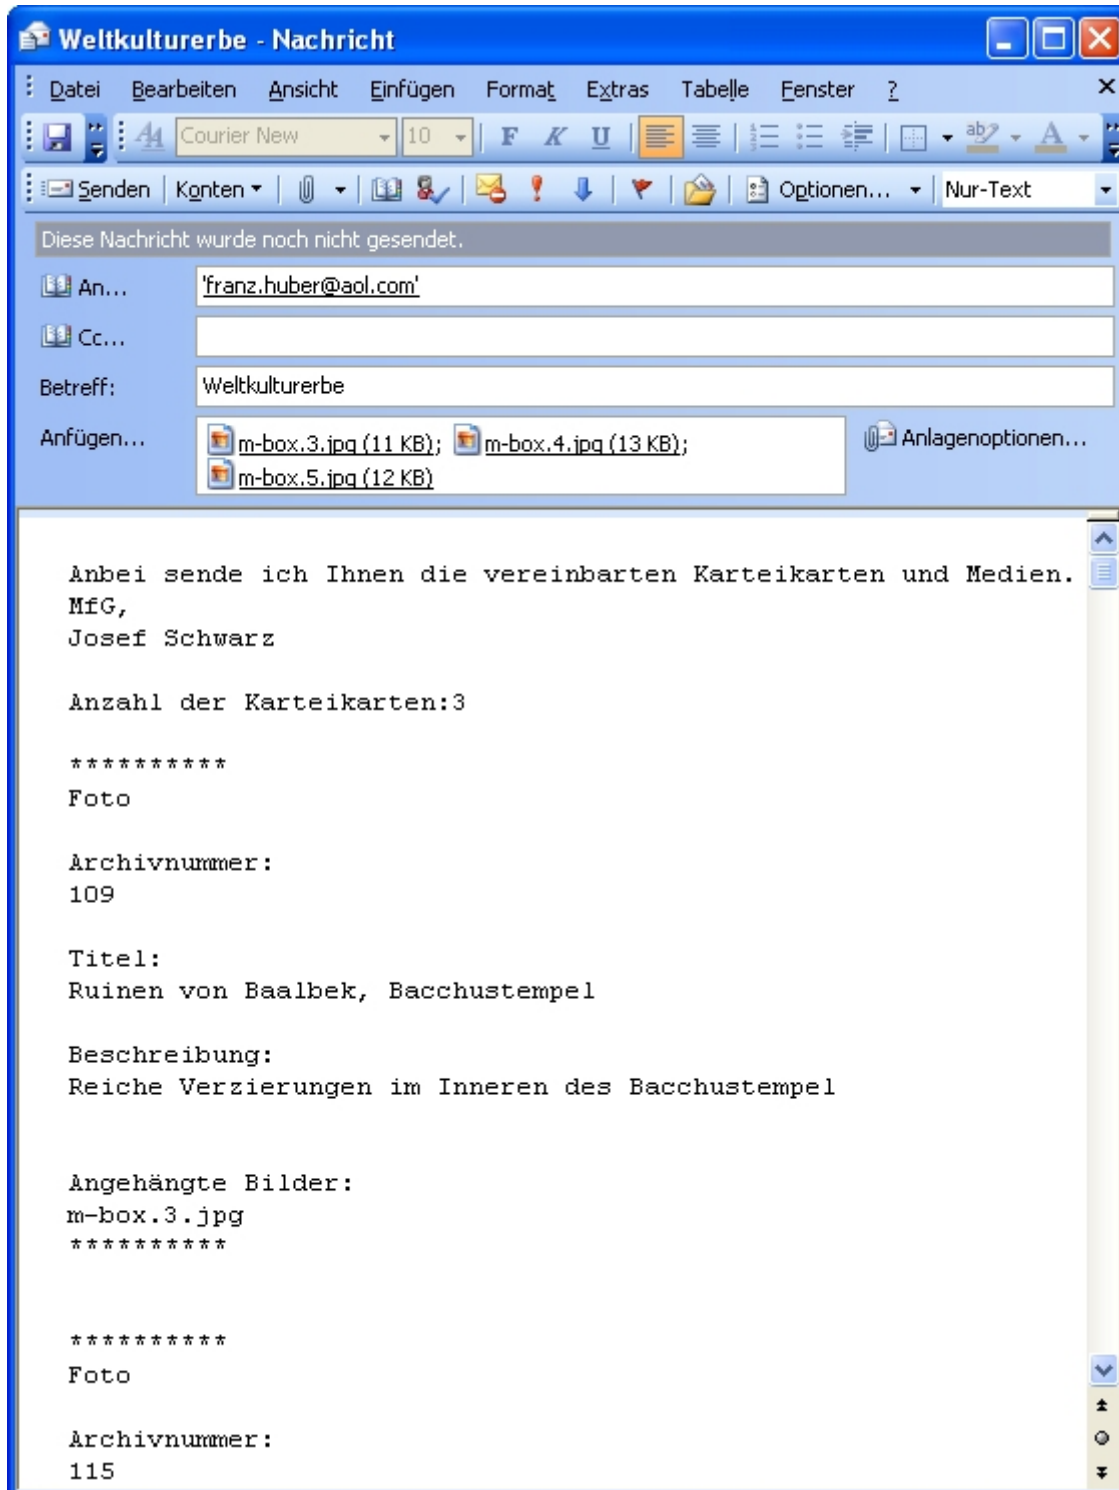 Weltkulturerbe - Nachricht
Datei Bearbeiten Ansicht Einfügen Format Extras Tabelle Fenster ?
Courier New 10 F K U
Senden Konten Optionen... Nur-Text
Diese Nachricht wurde noch nicht gesendet.
An... 'franz.huber@aol.com'
Cc...
Betreff: Weltkulturerbe
Anfügen... m-box.3.jpg (11 KB); m-box.4.jpg (13 KB); Anlagenoptionen...
m-box.5.jpg (12 KB)
Anbei sende ich Ihnen die vereinbarten Karteikarten und Medien.
MfG,
Josef Schwarz
Anzahl der Karteikarten:3
**********
Foto
Archivnummer:
109
Titel:
Ruinen von Baalbek, Bacchustempel
Beschreibung:
Reiche Verzierungen im Inneren des Bacchustempel
Angehängte Bilder:
m-box.3.jpg
**********
**********
Foto
Archivnummer:
115